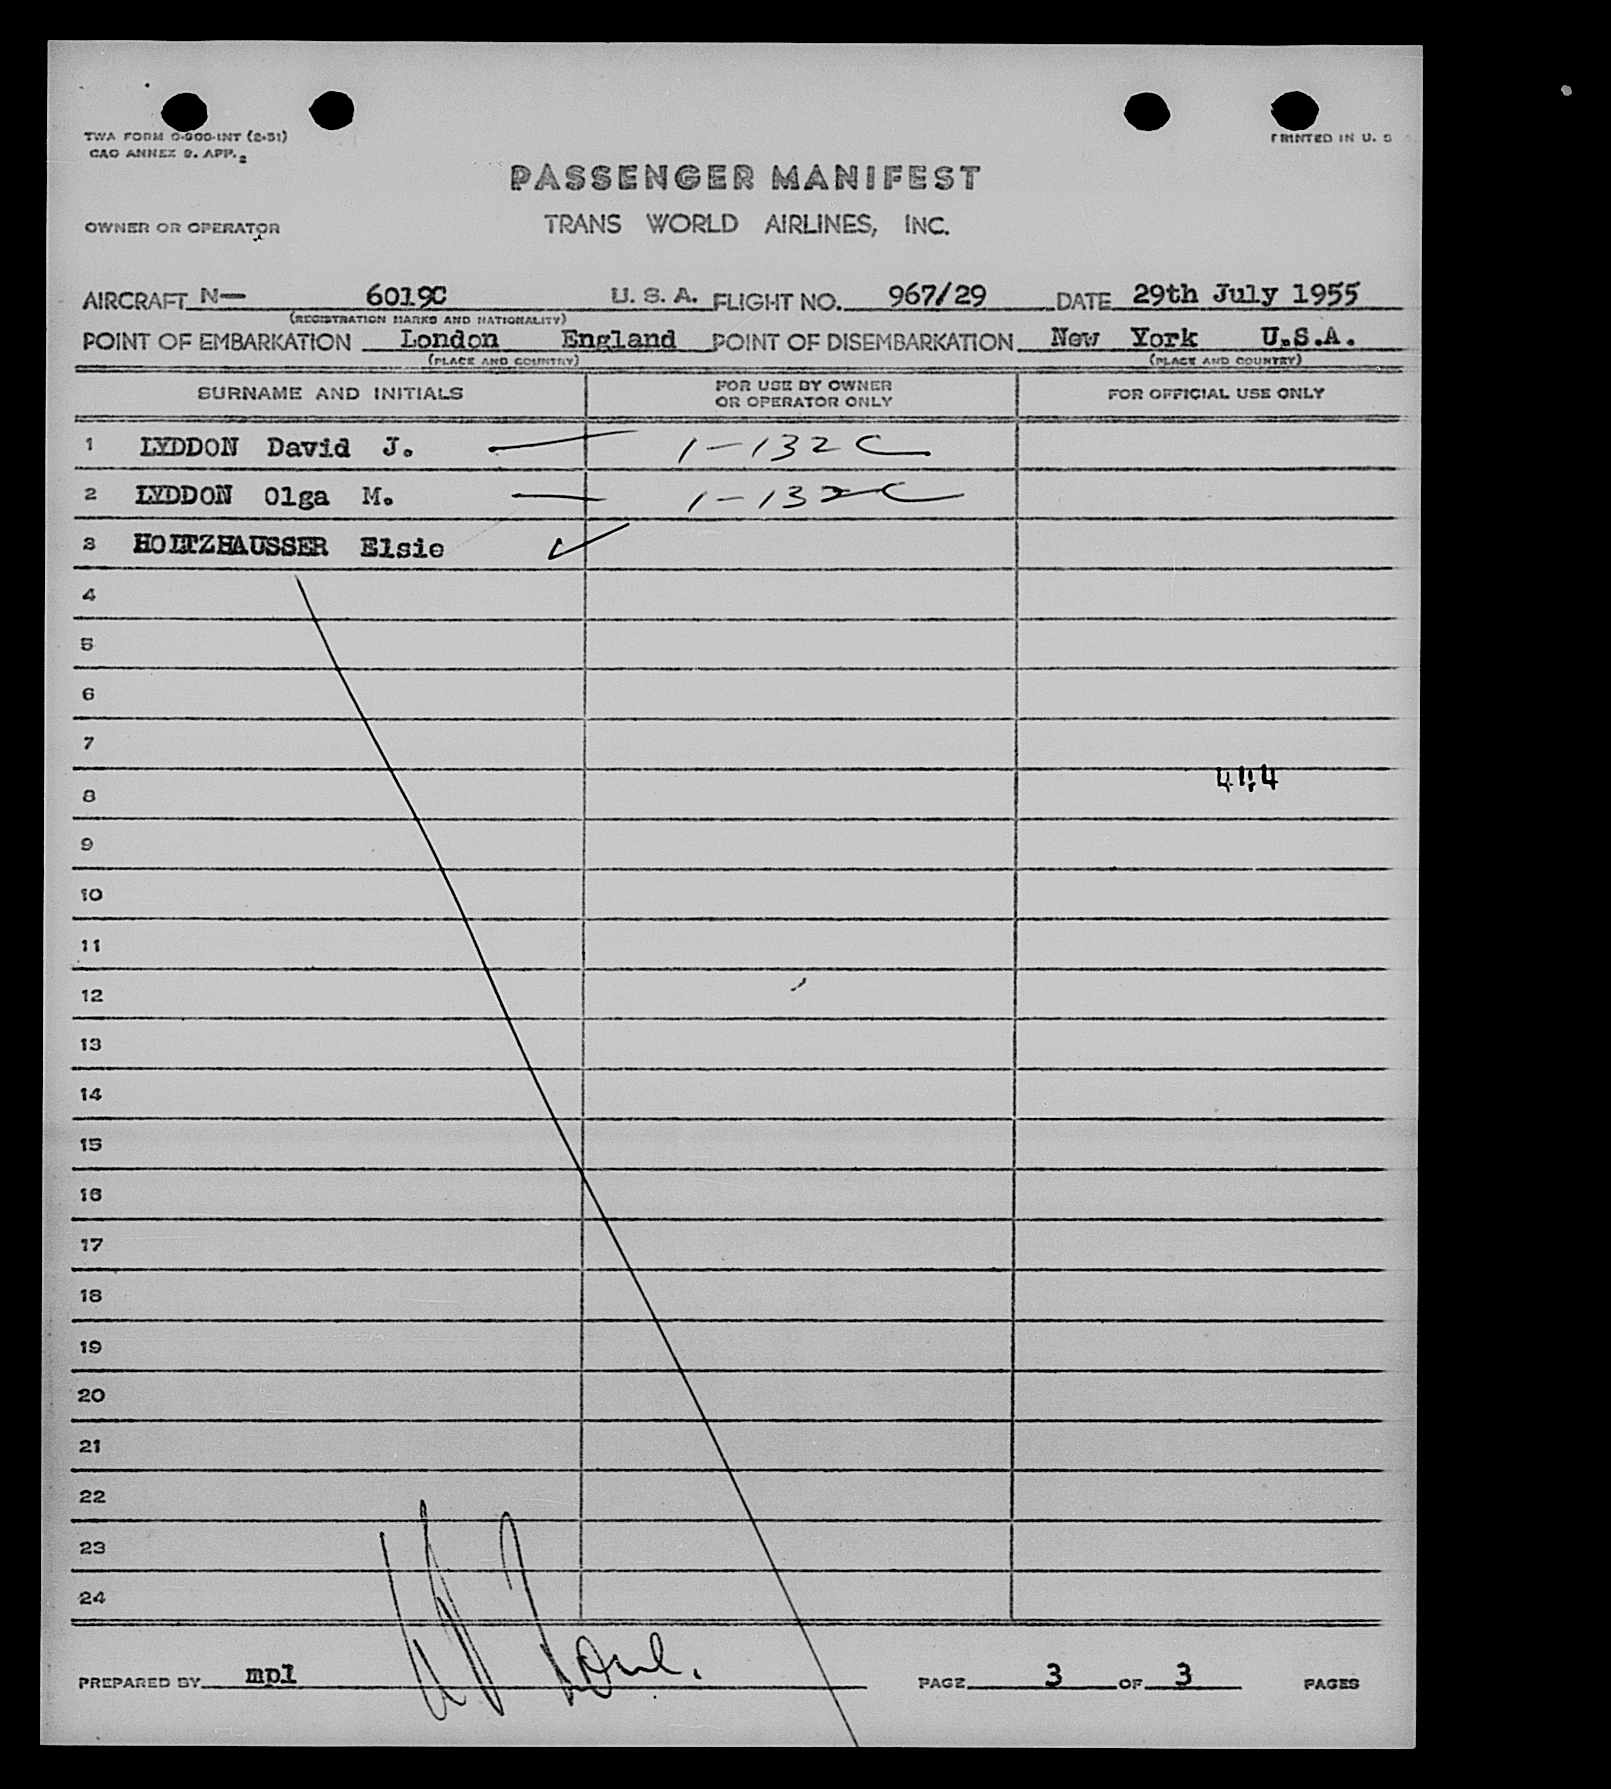 TWA FORM O-900-INT (2-51)
PRINTED IN U. S
CAO ANNEX 9. APP. 2
PASSENGER MANIFEST
OWNER OR OPERATOR
TRANS WORLD AIRLINES, INC.
AIRCRAFT N— 6019C U. S. A. FLIGHT NO. 967/29 DATE 29th July 1955
(REGISTRATION MARKS AND NATIONALITY)
POINT OF EMBARKATION London England POINT OF DISEMBARKATION New York U.S.A.
(PLACE AND COUNTRY) (PLACE AND COUNTRY)
SURNAME AND INITIALS FOR USE BY OWNER OR OPERATOR ONLY FOR OFFICIAL USE ONLY
1 LYDDON David J. — 1-132C
2 LYDDON Olga M. — 1-132C
3 HOLTZHAUSSER Elsie ✓
4
5
6
7
444
8
9
10
11
12
13
14
15
16
17
18
19
20
21
22
23
24
PREPARED BY mpl PAGE 3 OF 3 PAGES